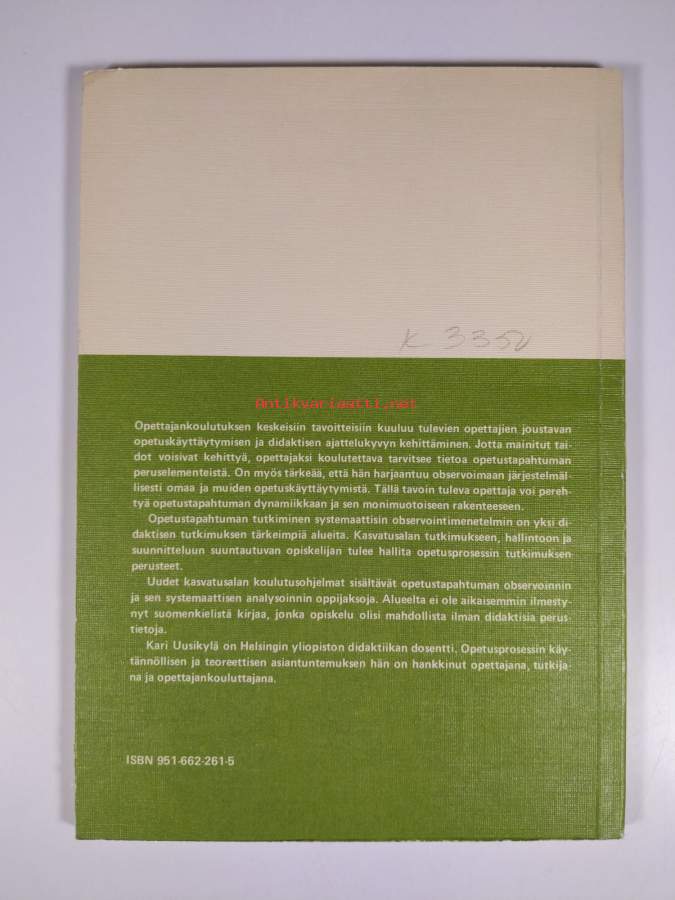 K 3350
Antikvariaatti.net
Opettajankoulutuksen keskeisiin tavoitteisiin kuuluu tulevien opettajien joustavan
opetuskäyttäytymisen ja didaktisen ajattelukyvyn kehittäminen. Jotta mainitut tai-
dot voisivat kehittyä, opettajaksi koulutettava tarvitsee tietoa opetustapahtuman
peruselementeistä. On myös tärkeää, että hän harjaantuu observoimaan järjestelmäl-
lisesti omaa ja muiden opetuskäyttäytymistä. Tällä tavoin tuleva opettaja voi pereh-
tyä opetustapahtuman dynamiikkaan ja sen monimuotoiseen rakenteeseen.
Opetustapahtuman tutkiminen systemaattisin observointimenetelmin on yksi di-
daktisen tutkimuksen tärkeimpiä alueita. Kasvatusalan tutkimukseen, hallintoon ja
suunnitteluun suuntautuvan opiskelijan tulee hallita opetusprosessin tutkimuksen
perusteet.
Uudet kasvatusalan koulutusohjelmat sisältävät opetustapahtuman observoinnin
ja sen systemaattisen analysoinnin oppijaksoja. Alueelta ei ole aikaisemmin ilmesty-
nyt suomenkielistä kirjaa, jonka opiskelu olisi mahdollista ilman didaktisia perus-
tietoja.
Kari Uusikylä on Helsingin yliopiston didaktiikan dosentti. Opetusprosessin käy-
tännöllisen ja teoreettisen asiantuntemuksen hän on hankkinut opettajana, tutkija-
na ja opettajankouluttajana.
ISBN 951-662-261-5